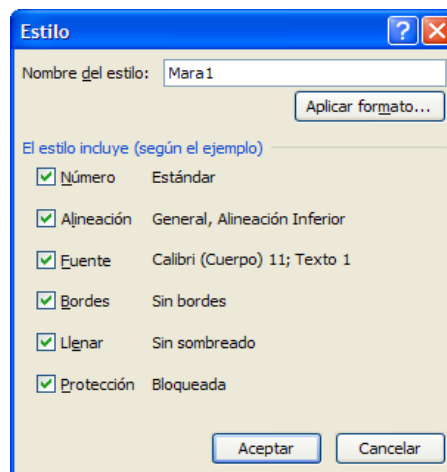 Estilo
Nombre del estilo: Mara1
Aplicar formato...
El estilo incluye (según el ejemplo)
Número Estándar
Alineación General, Alineación Inferior
Fuente Calibri (Cuerpo) 11; Texto 1
Bordes Sin bordes
Llenar Sin sombreado
Protección Bloqueada
Aceptar Cancelar